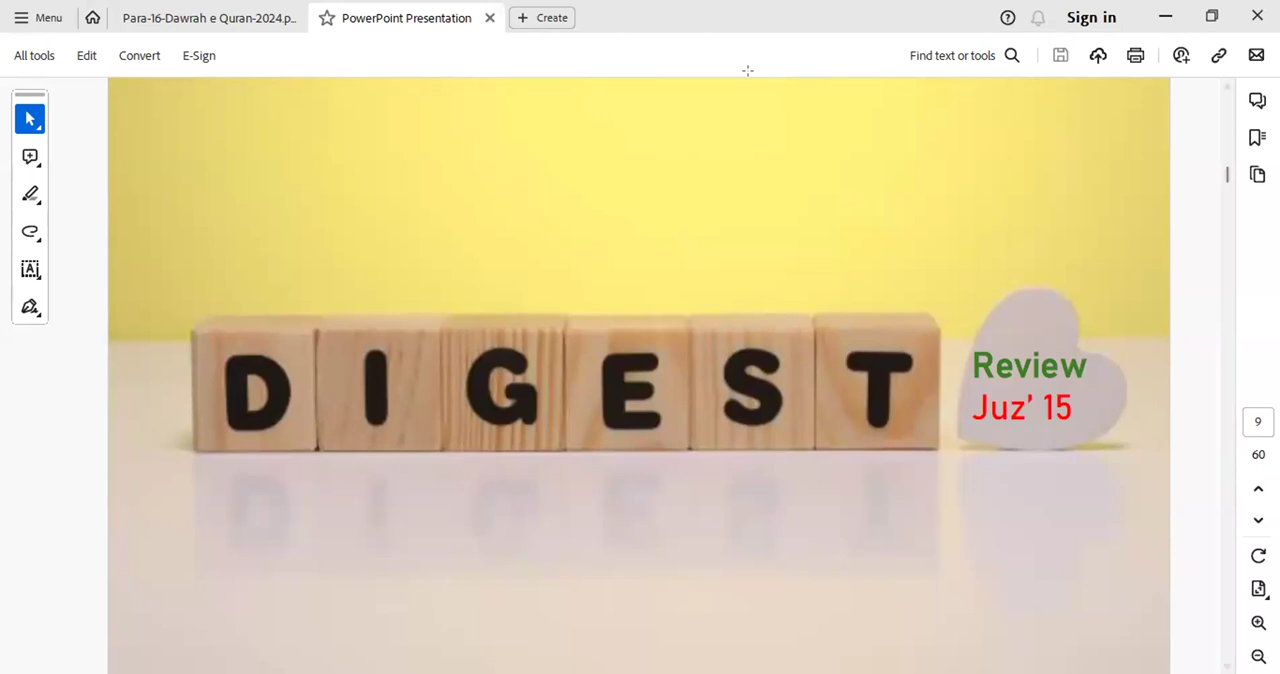 Menu
Para-16-Dawrah e Quran-2024.p...
PowerPoint Presentation
Create
Sign in
All tools
Edit
Convert
E-Sign
Find text or tools
DIGEST
Review
Juz’ 15
9
60